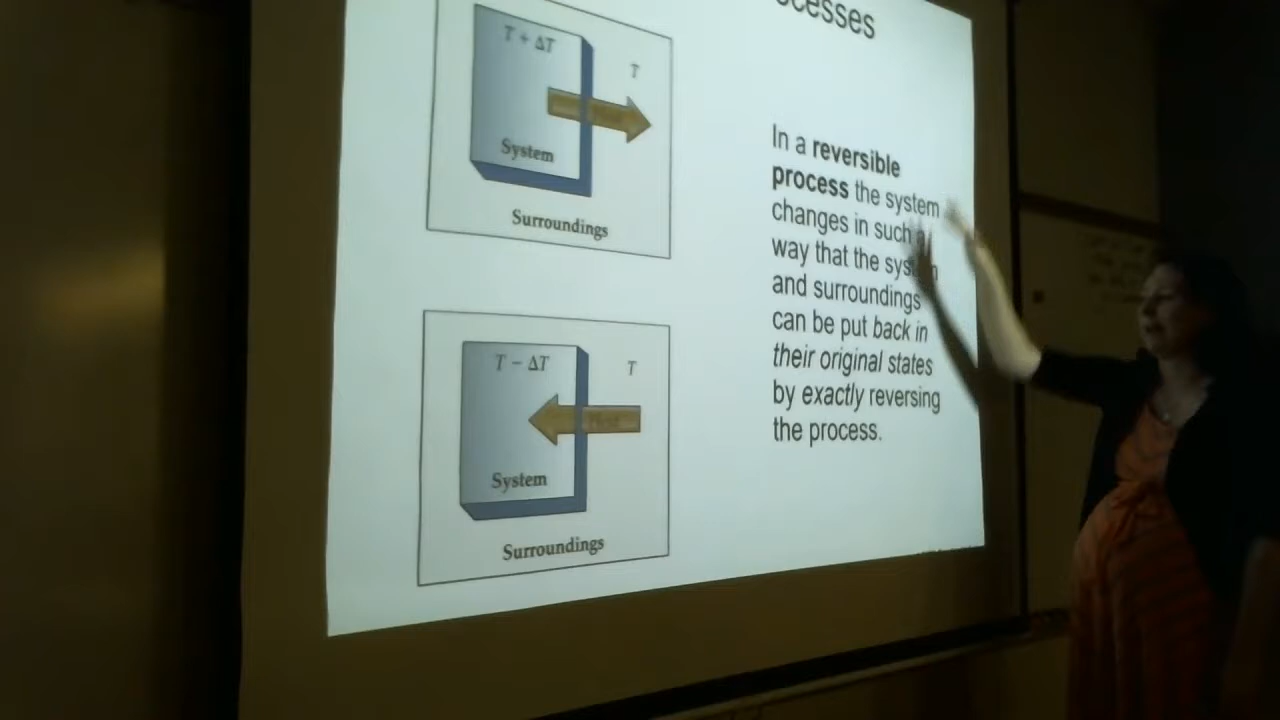 T + ΔT
T
System
Surroundings
T − ΔT
T
Heat
System
Surroundings
In a reversible
process the system
changes in such a
way that the system
and surroundings
can be put back in
their original states
by exactly reversing
the process.